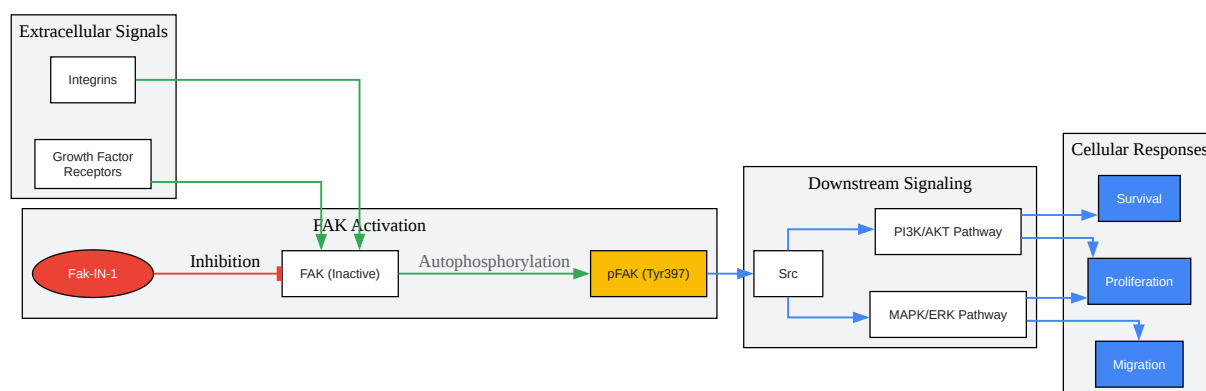 Extracellular Signals
Integrins
Growth Factor
Receptors
FAK Activation
Fak-IN-1
Inhibition
FAK (Inactive)
Autophosphorylation
pFAK (Tyr397)
Downstream Signaling
Src
PI3K/AKT Pathway
MAPK/ERK Pathway
Cellular Responses
Survival
Proliferation
Migration